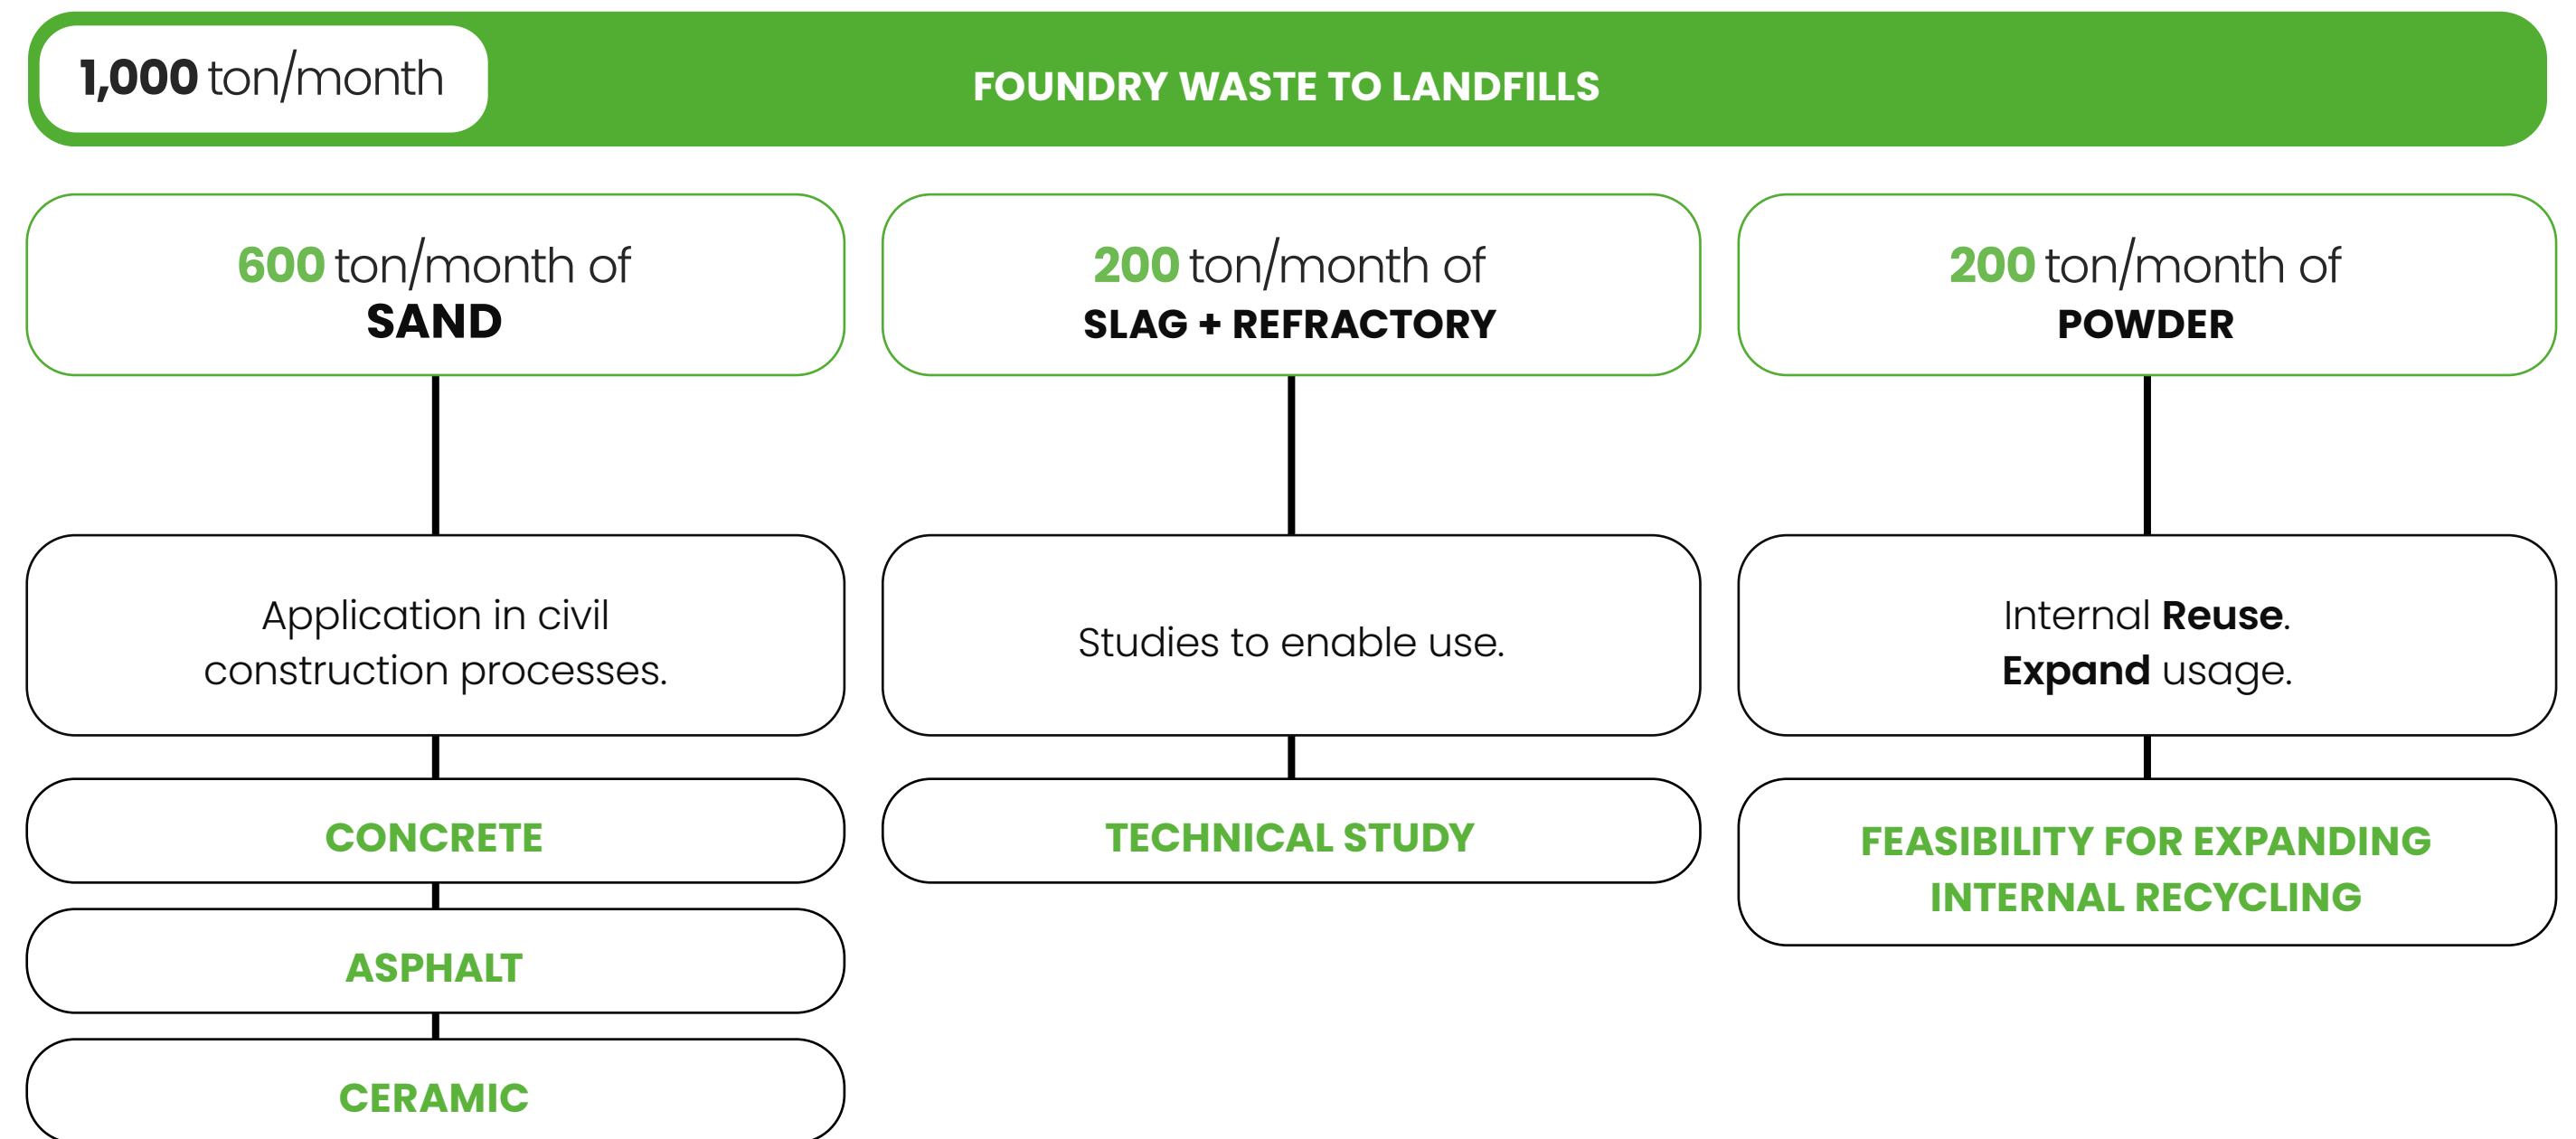 1,000 ton/month
FOUNDRY WASTE TO LANDFILLS
600 ton/month of
SAND
200 ton/month of
SLAG + REFRACTORY
200 ton/month of
POWDER
Application in civil
construction processes.
Studies to enable use.
Internal Reuse.
Expand usage.
CONCRETE
TECHNICAL STUDY
FEASIBILITY FOR EXPANDING
INTERNAL RECYCLING
ASPHALT
CERAMIC